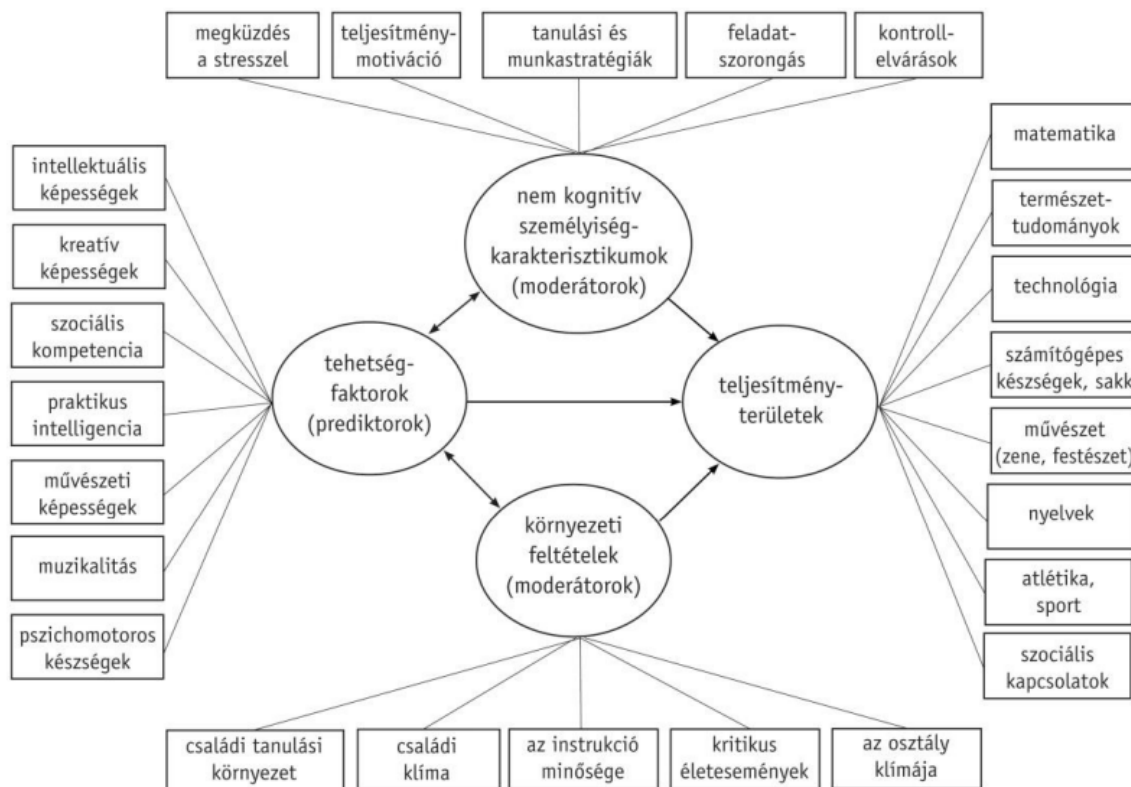 megküzdés
a stresszel
teljesítmény-
motiváció
tanulási és
munkastratégiák
feladat-
szorongás
kontroll-
elvárások
intellektuális
képességek
kreatív
képességek
szociális
kompetencia
praktikus
intelligencia
művészeti
képességek
muzikalitás
pszichomotoros
készségek
nem kognitív
személyiség-
karakterisztikumok
(moderátorok)
tehetség-
faktorok
(prediktorok)
teljesítmény-
területek
környezeti
feltételek
(moderátorok)
matematika
természet-
tudományok
technológia
számítógépes
készségek, sakk
művészet
(zene, festészet)
nyelvek
atlétika,
sport
szociális
kapcsolatok
családi tanulási
környezet
családi
klíma
az instrukció
minősége
kritikus
életesemények
az osztály
klímája